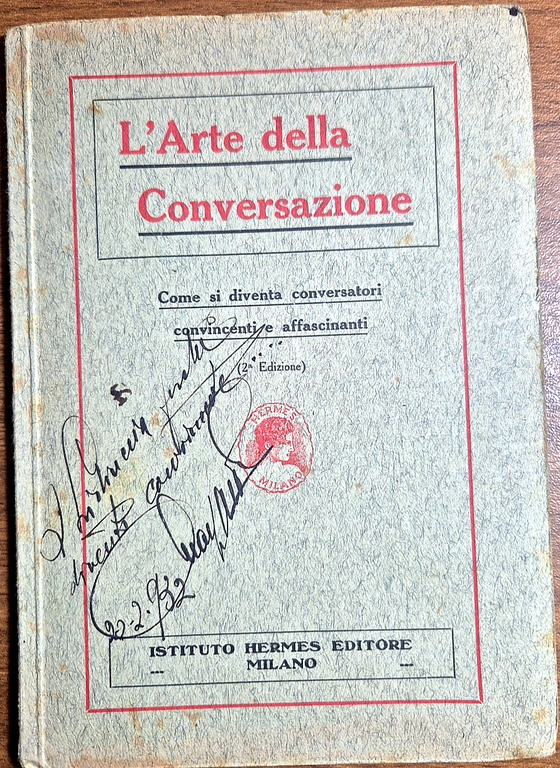 L'Arte della
Conversazione
Come si diventa conversatori
convincenti e affascinanti
(2ª Edizione)
HERMES
MILANO
22-2-932
ISTITUTO HERMES EDITORE
MILANO